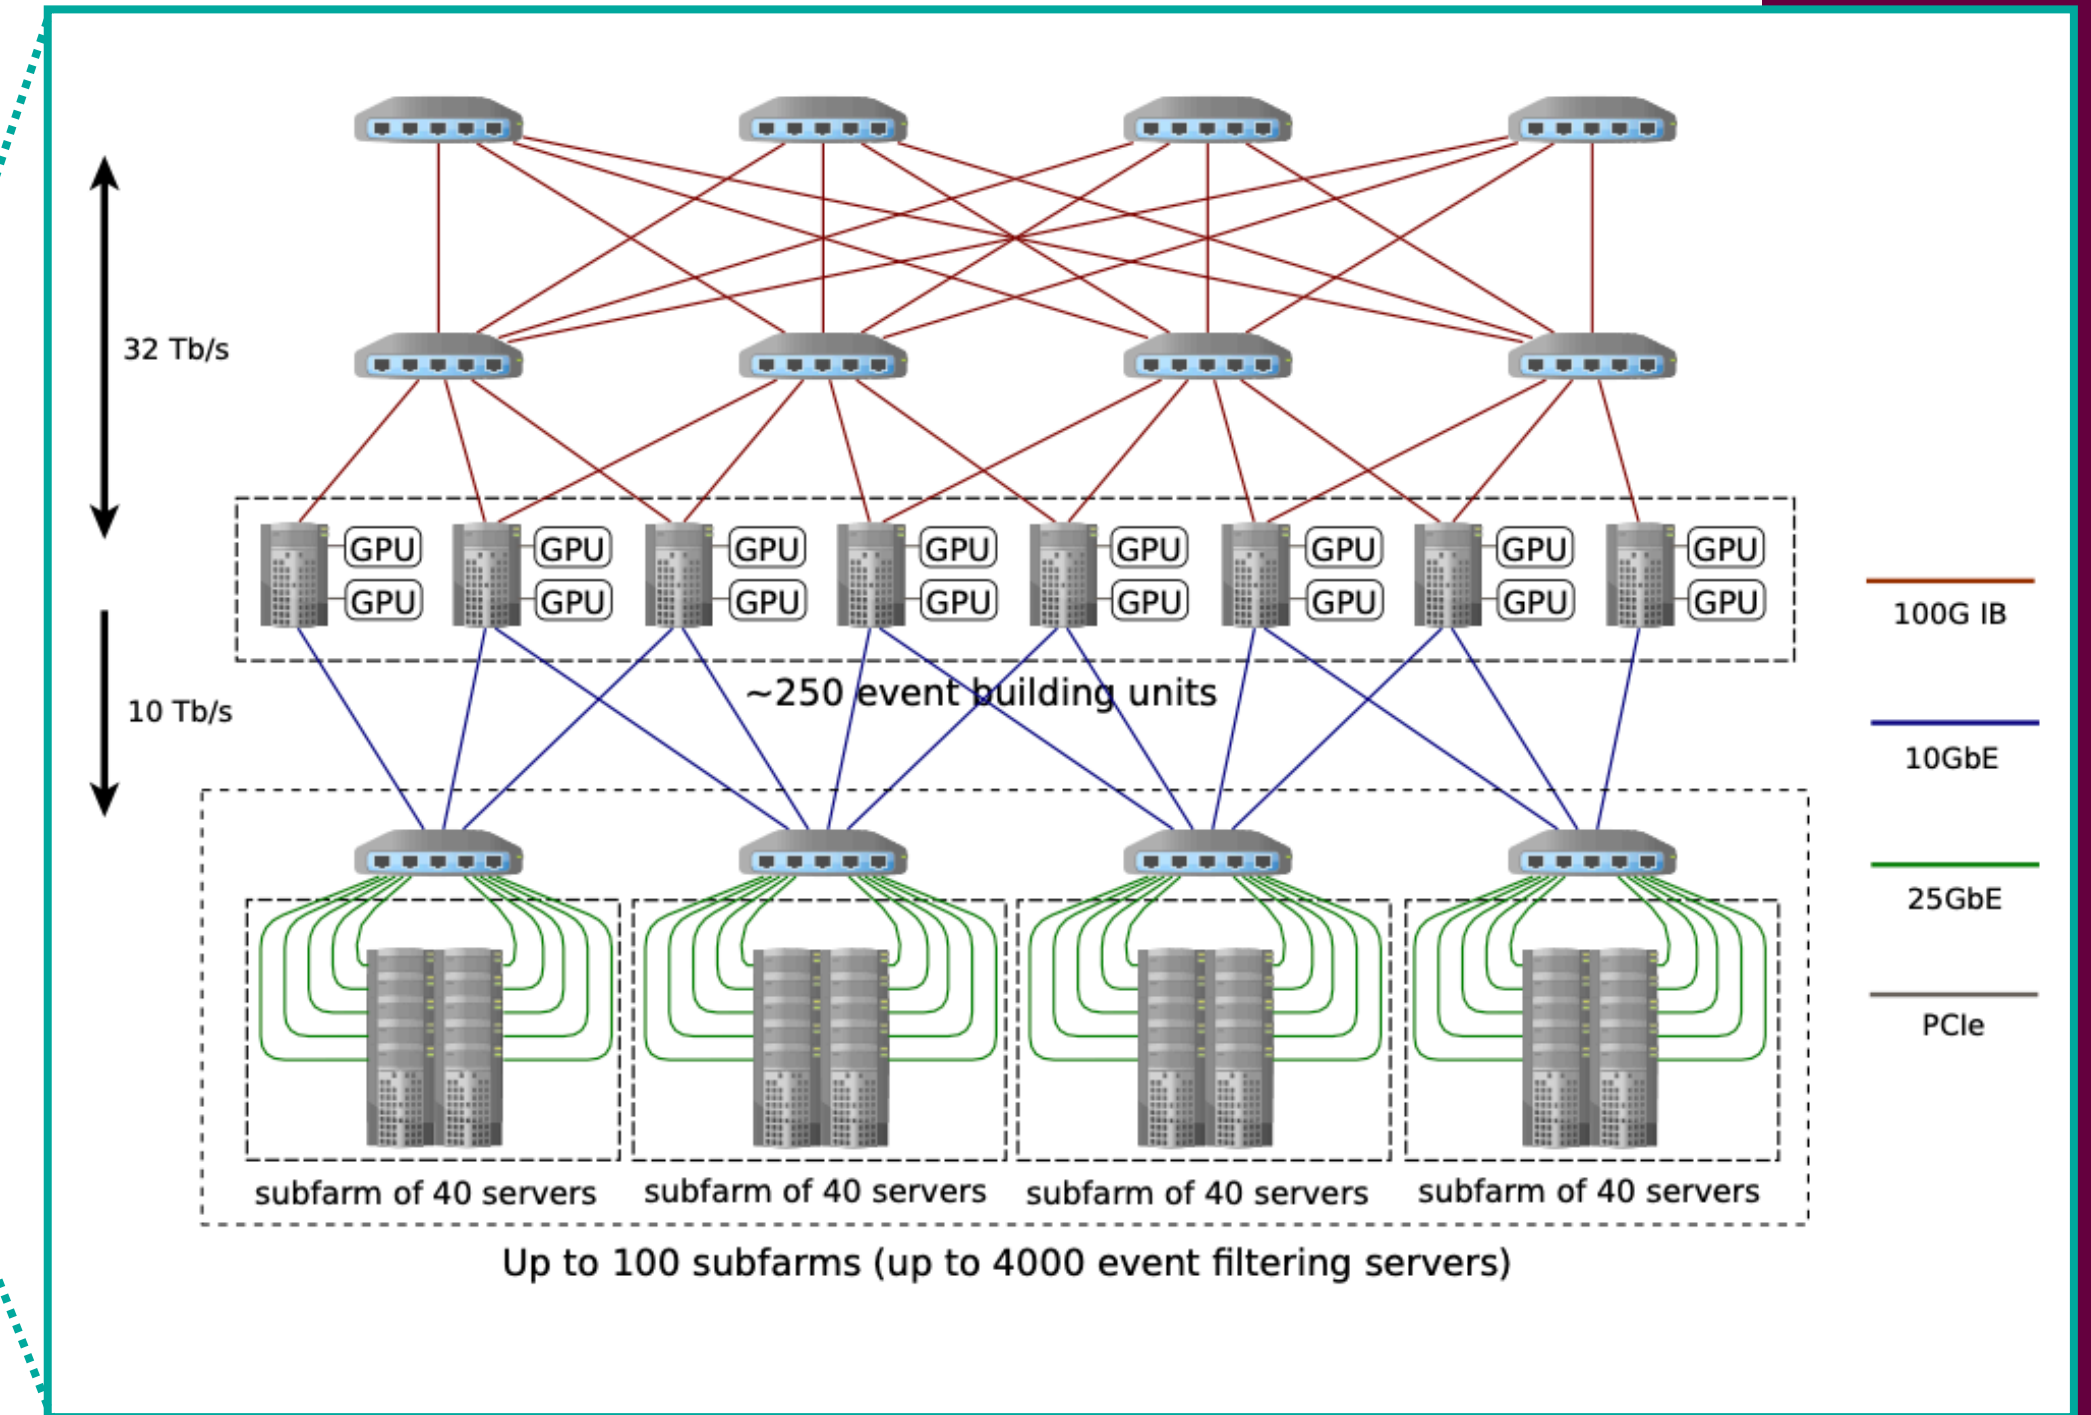 32 Tb/s
GPU GPU GPU GPU GPU GPU GPU GPU
GPU GPU GPU GPU GPU GPU GPU GPU
~250 event building units
10 Tb/s
100G IB
10GbE
25GbE
PCIe
subfarm of 40 servers
subfarm of 40 servers
subfarm of 40 servers
subfarm of 40 servers
Up to 100 subfarms (up to 4000 event filtering servers)